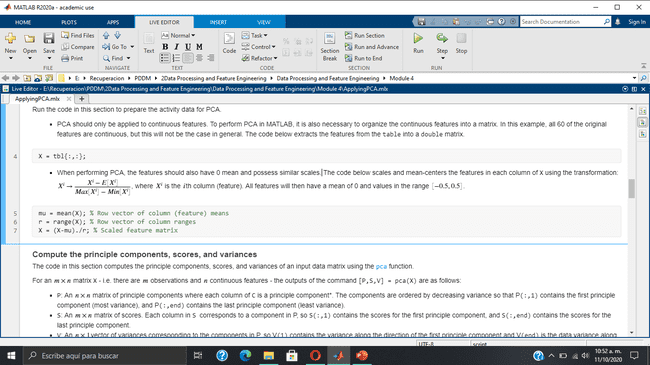 MATLAB R2020a - academic use
HOME PLOTS APPS LIVE EDITOR INSERT VIEW
Search Documentation Sign In
New Open Save Find Files Compare Print Go To Find Text Normal B I U M Code Task Control Refactor Section Break Run Section Run and Advance Run to End Run Step Stop
FILE NAVIGATE TEXT CODE SECTION RUN
E: Recuperacion PDDM 2Data Processing and Feature Engineering Data Processing and Feature Engineering Module 4
Live Editor - E:\Recuperacion\PDDM\2Data Processing and Feature Engineering\Data Processing and Feature Engineering\Module 4\ApplyingPCA.mlx
ApplyingPCA.mlx
Run the code in this section to prepare the activity data for PCA.
• PCA should only be applied to continuous features. To perform PCA in MATLAB, it is also necessary to organize the continuous features into a matrix. In this example, all 60 of the original
features are continuous, but this will not be the case in general. The code below extracts the features from the table into a double matrix.
4 X = tbl{:,:};
• When performing PCA, the features should also have 0 mean and possess similar scales. The code below scales and mean-centers the features in each column of X using the transformation:
X^i → (X^i − E[X^i]) / (Max[X^i] − Min[X^i]), where X^i is the ith column (feature). All features will then have a mean of 0 and values in the range [−0.5, 0.5].
5 mu = mean(X); % Row vector of column (feature) means
6 r = range(X); % Row vector of column ranges
7 X = (X-mu)./r; % Scaled feature matrix
Compute the principle components, scores, and variances
The code in this section computes the principle components, scores, and variances of an input data matrix using the pca function.
For an m×n matrix X - i.e. there are m observations and n continuous features - the outputs of the command [P,S,V] = pca(X) are as follows:
• P: An n×n matrix of principle components where each column of C is a principle component*. The components are ordered by decreasing variance so that P(:,1) contains the first principle
component (most variance), and P(:,end) contains the last principle component (least variance).
• S: An m×n matrix of scores. Each column in S corresponds to a component in P, so S(:,1) contains the scores for the first principle component, and S(:,end) contains the scores for the
last principle component.
• V: An n×1 vector of variances corresponding to the components in P, so V(1) contains the variance along the direction of the first principle component and V(end) is the data variance along
UTF-8 script
Escribe aquí para buscar
10:52 a. m.
11/10/2020